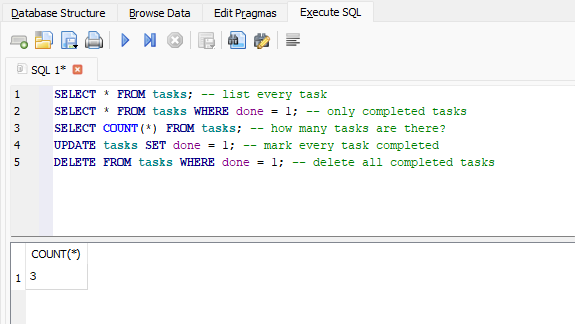 Database Structure Browse Data Edit Pragmas Execute SQL
SQL 1*
1 SELECT * FROM tasks; -- list every task
2 SELECT * FROM tasks WHERE done = 1; -- only completed tasks
3 SELECT COUNT(*) FROM tasks; -- how many tasks are there?
4 UPDATE tasks SET done = 1; -- mark every task completed
5 DELETE FROM tasks WHERE done = 1; -- delete all completed tasks
COUNT(*)
1 3